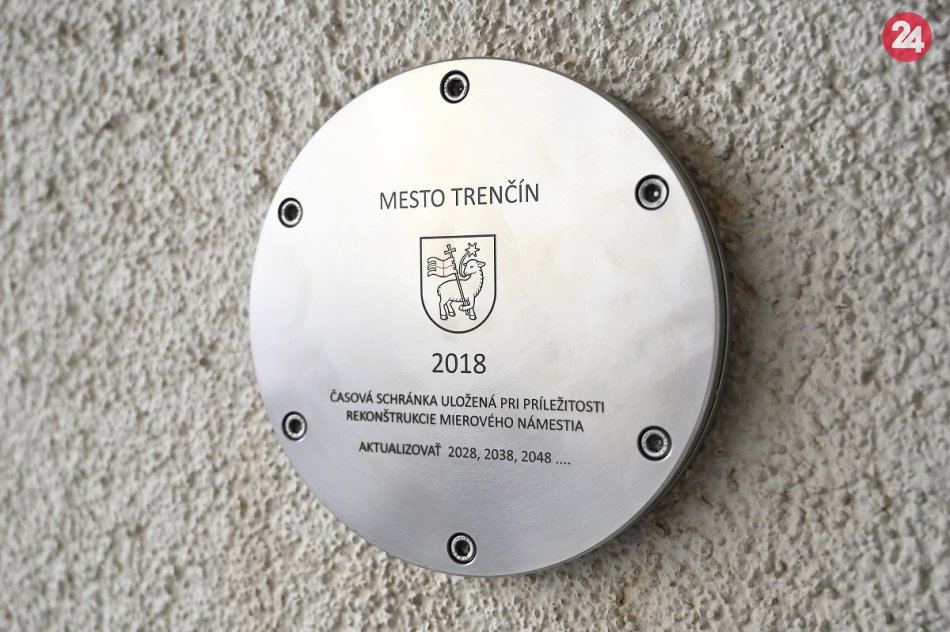 24
MESTO TRENČÍN
2018
ČASOVÁ SCHRÁNKA ULOŽENÁ PRI PRÍLEŽITOSTI
REKONŠTRUKCIE MIEROVÉHO NÁMESTIA
AKTUALIZOVAŤ 2028, 2038, 2048 ....